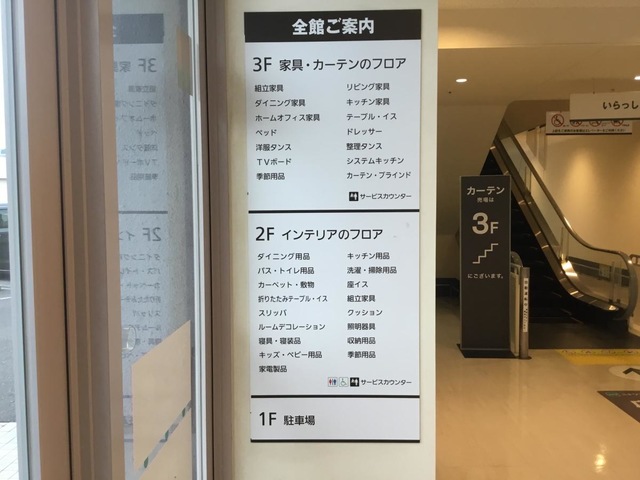 全館ご案内
3F 家具・カーテンのフロア
組立家具 リビング家具
ダイニング家具 キッチン家具
ホームオフィス家具 テーブル・イス
ベッド ドレッサー
洋服タンス 整理タンス
TVボード システムキッチン
季節用品 カーテン・ブラインド
サービスカウンター
2F インテリアのフロア
ダイニング用品 キッチン用品
バス・トイレ用品 洗濯・掃除用品
カーペット・敷物 座イス
折りたたみテーブル・イス 組立家具
スリッパ クッション
ルームデコレーション 照明器具
寝具・寝装品 収納用品
キッズ・ベビー用品 季節用品
家電製品
サービスカウンター
1F 駐車場
いらっし
カーテン
売場は
3F
にございます。